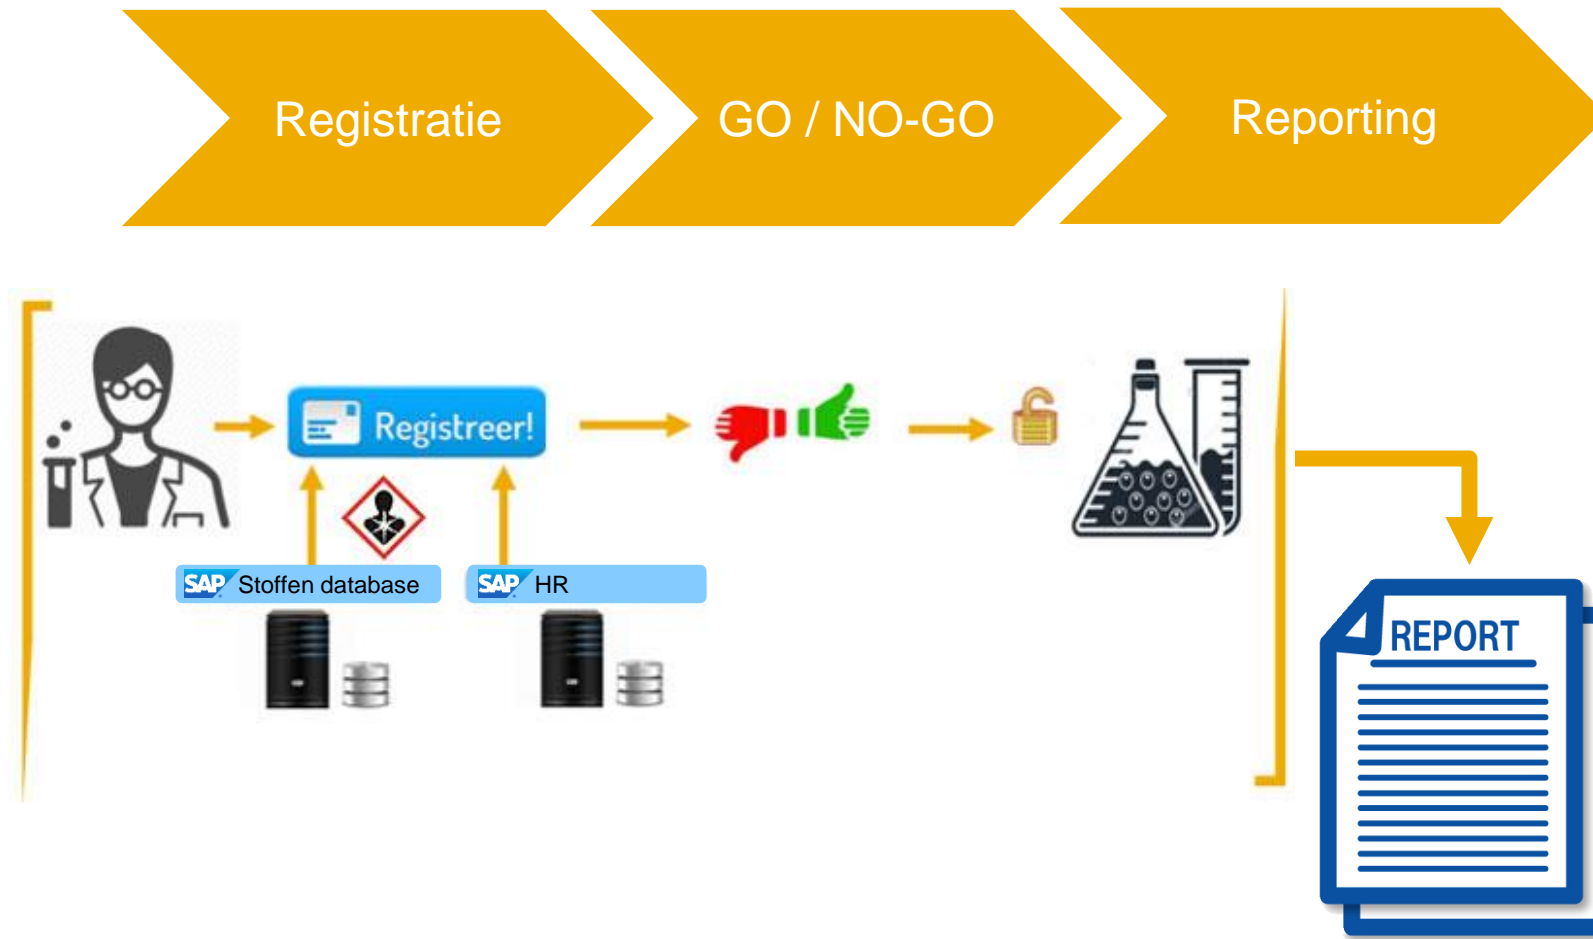 Registratie
GO / NO-GO
Reporting
Registreer!
SAP Stoffen database
SAP HR
REPORT